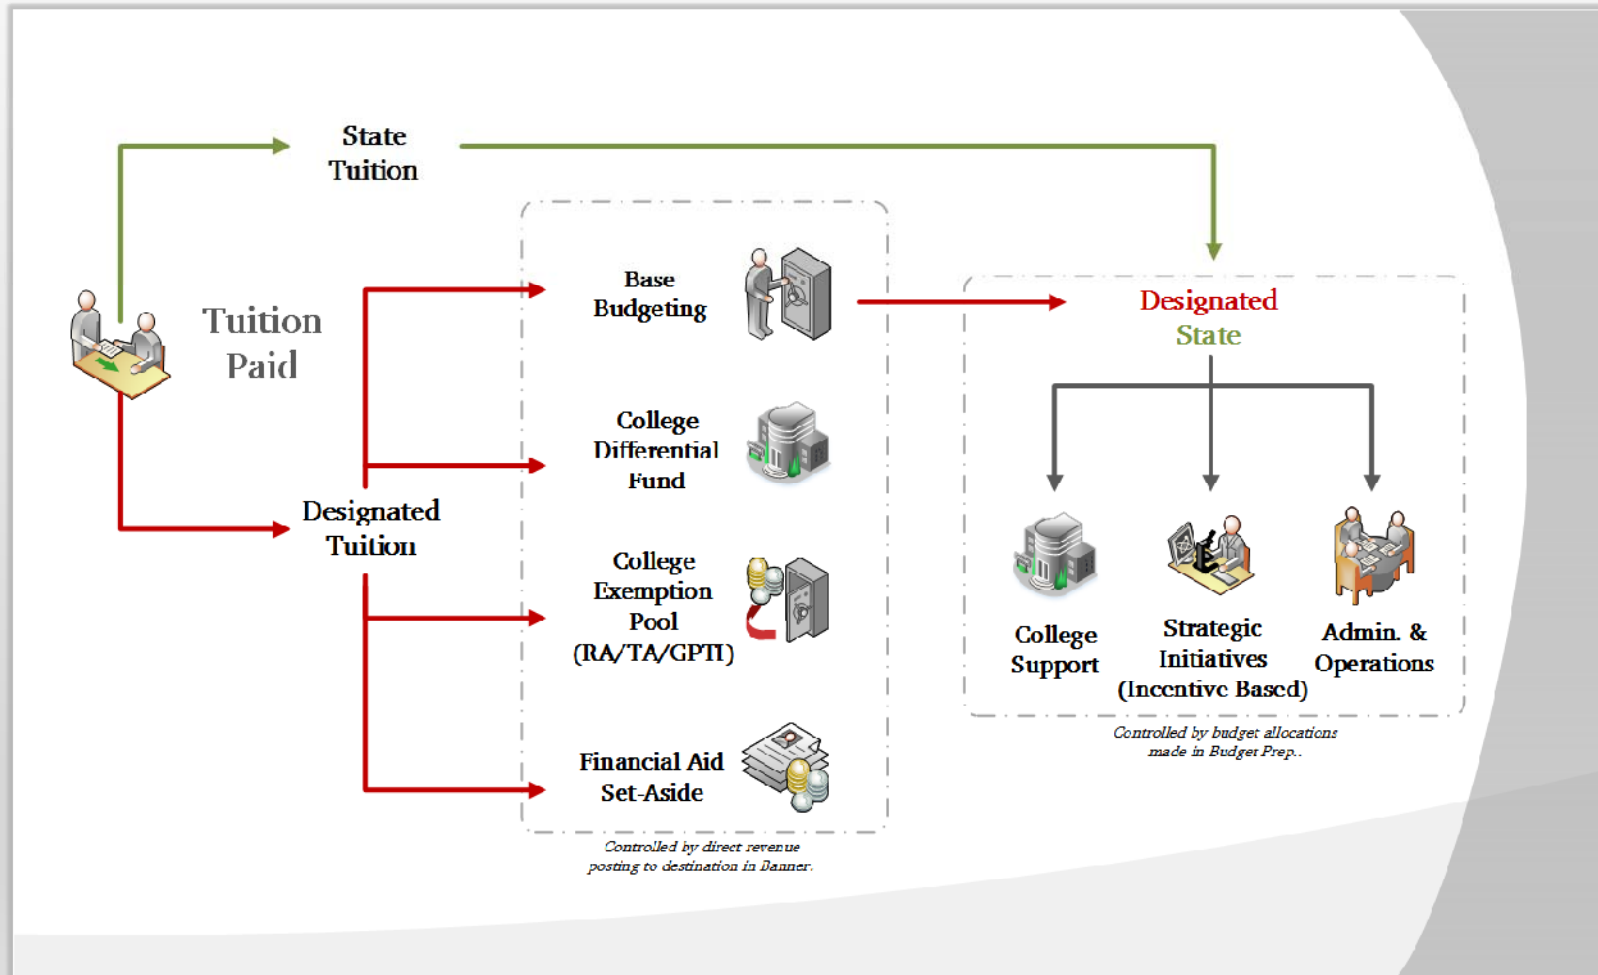 State
Tuition
Tuition
Paid
Designated
Tuition
Base
Budgeting
College
Differential
Fund
College
Exemption
Pool
(RA/TA/GPTI)
Financial Aid
Set-Aside
Controlled by direct revenue
posting to destination in Banner.
Designated
State
College
Support
Strategic
Initiatives
(Incentive Based)
Admin. &
Operations
Controlled by budget allocations
made in Budget Prep..